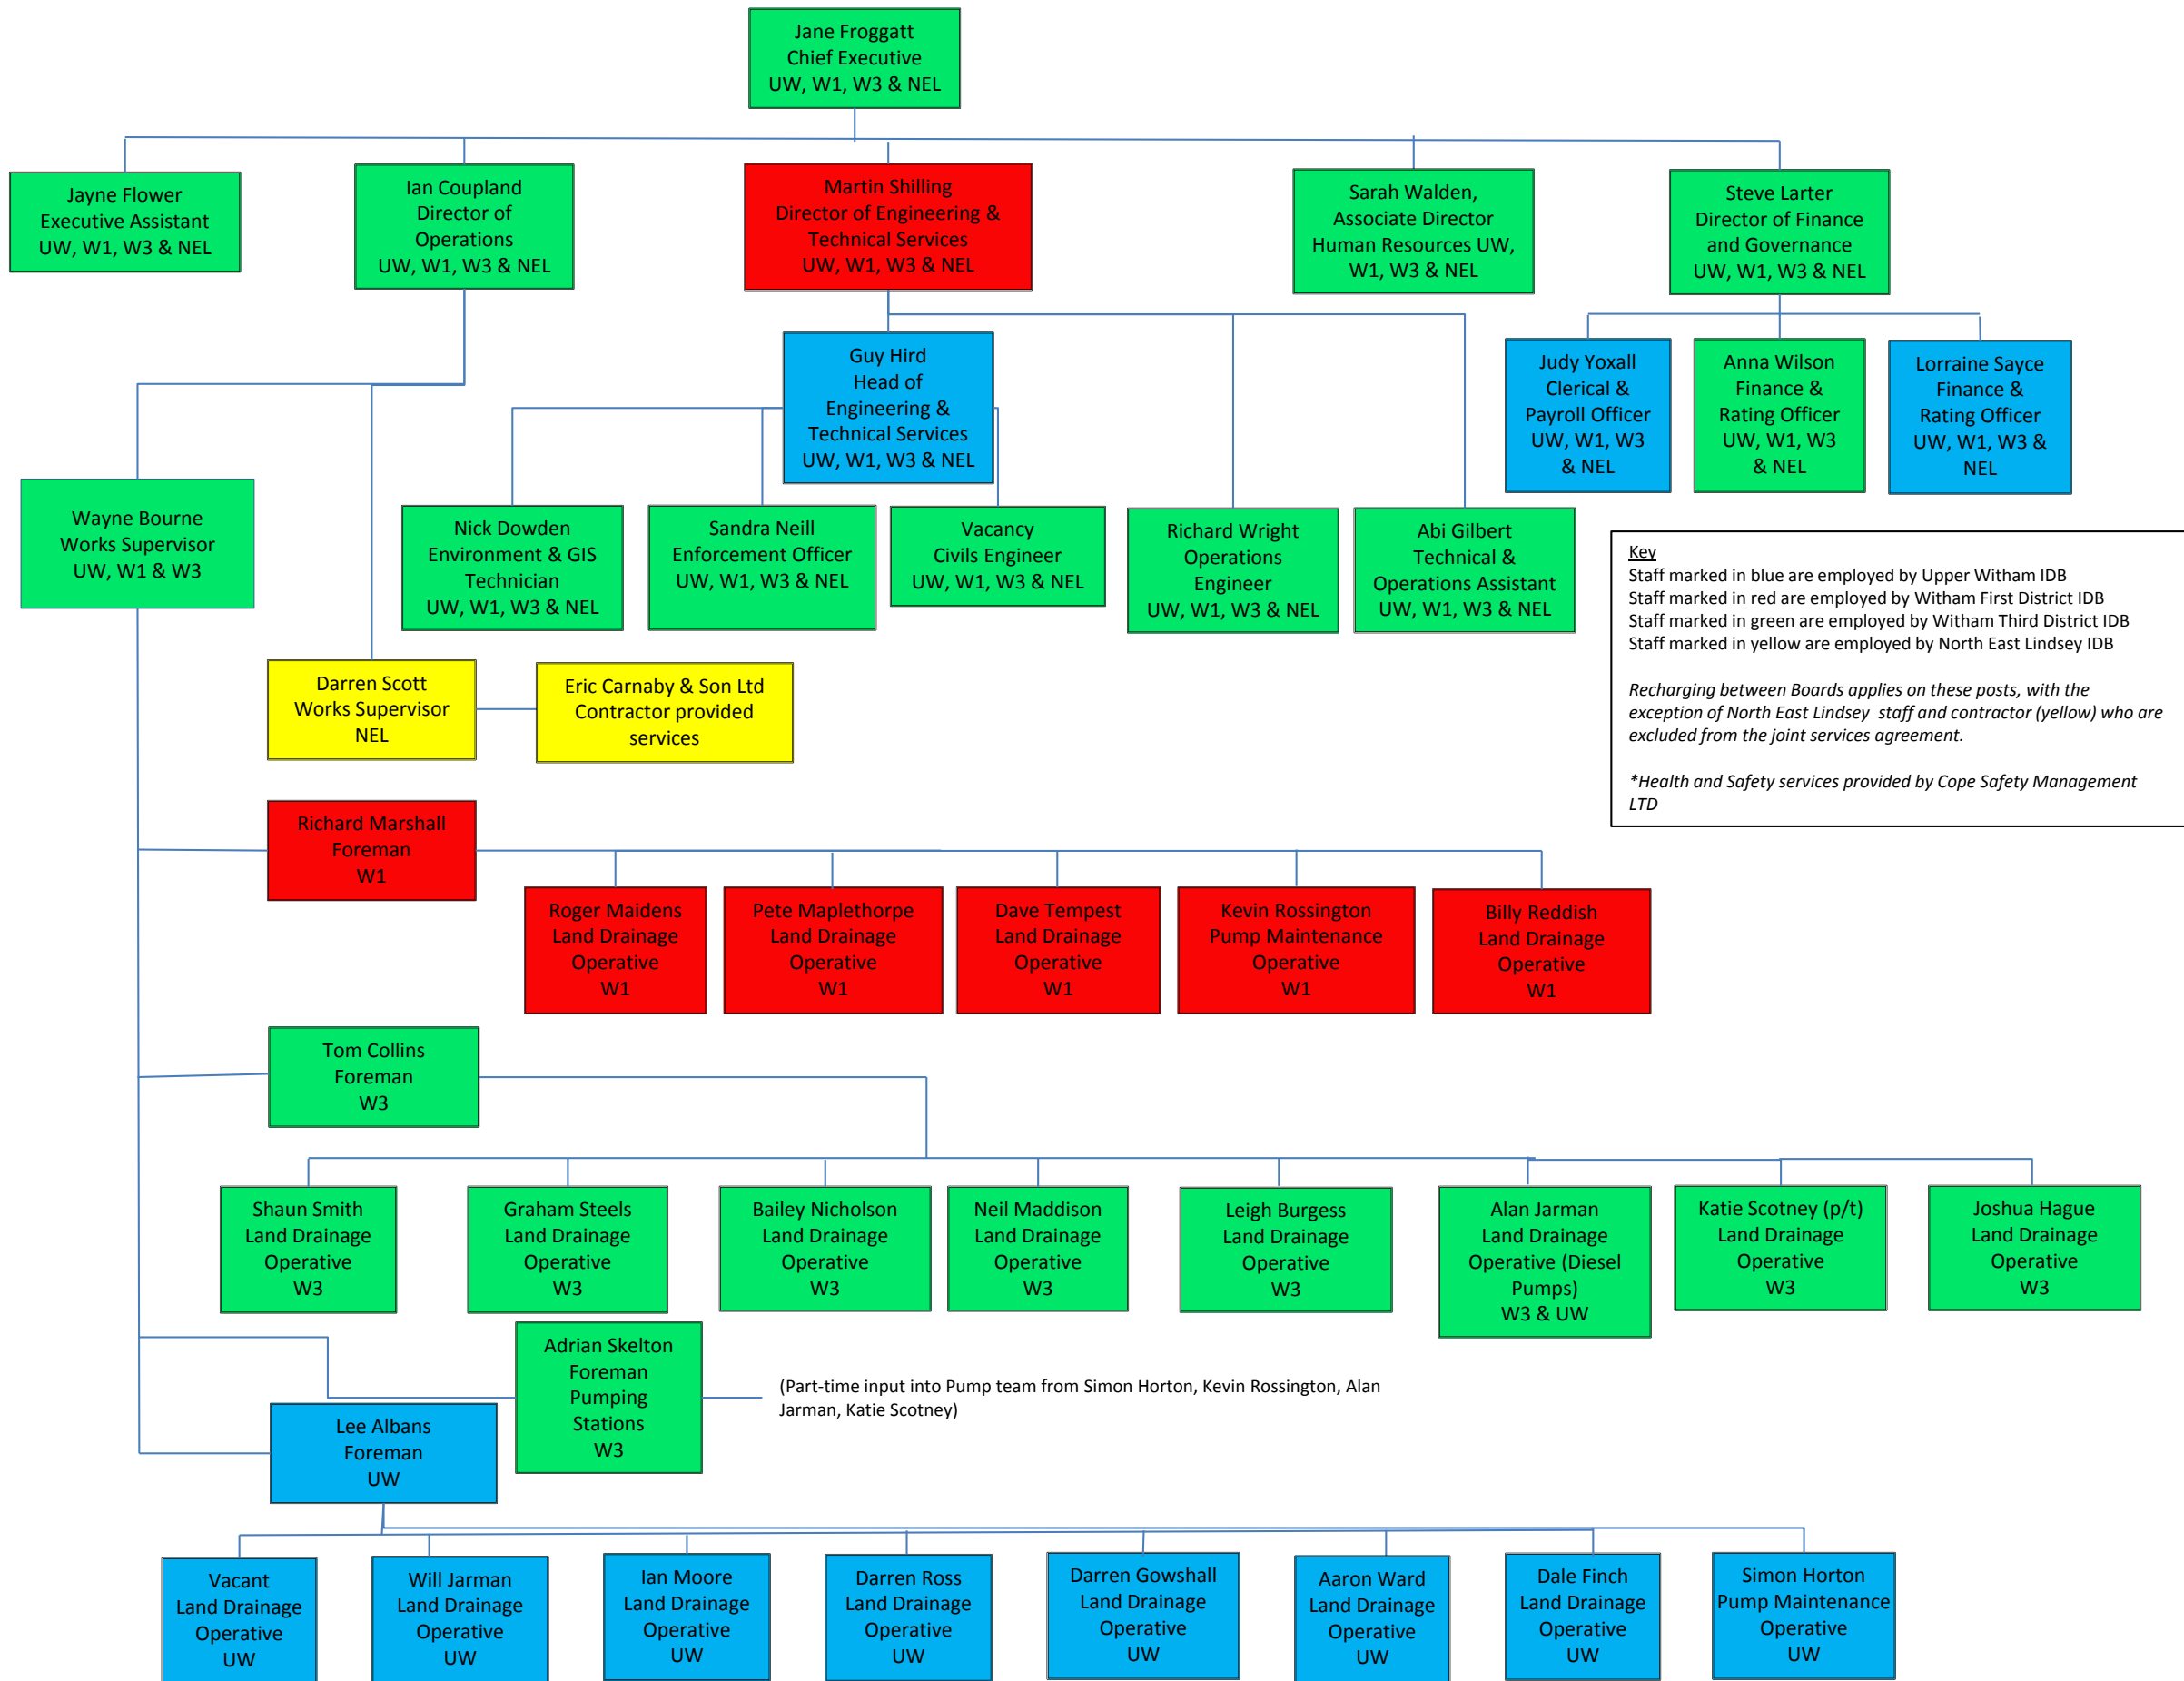 Jane Froggatt
Chief Executive
UW, W1, W3 & NEL
Jayne Flower
Executive Assistant
UW, W1, W3 & NEL
Ian Coupland
Director of
Operations
UW, W1, W3 & NEL
Martin Shilling
Director of Engineering &
Technical Services
UW, W1, W3 & NEL
Sarah Walden,
Associate Director
Human Resources UW,
W1, W3 & NEL
Steve Larter
Director of Finance
and Governance
UW, W1, W3 & NEL
Guy Hird
Head of
Engineering &
Technical Services
UW, W1, W3 & NEL
Judy Yoxall
Clerical &
Payroll Officer
UW, W1, W3
& NEL
Anna Wilson
Finance &
Rating Officer
UW, W1, W3
& NEL
Lorraine Sayce
Finance &
Rating Officer
UW, W1, W3 &
NEL
Wayne Bourne
Works Supervisor
UW, W1 & W3
Nick Dowden
Environment & GIS
Technician
UW, W1, W3 & NEL
Sandra Neill
Enforcement Officer
UW, W1, W3 & NEL
Vacancy
Civils Engineer
UW, W1, W3 & NEL
Richard Wright
Operations
Engineer
UW, W1, W3 & NEL
Abi Gilbert
Technical &
Operations Assistant
UW, W1, W3 & NEL
Key
Staff marked in blue are employed by Upper Witham IDB
Staff marked in red are employed by Witham First District IDB
Staff marked in green are employed by Witham Third District IDB
Staff marked in yellow are employed by North East Lindsey IDB
Recharging between Boards applies on these posts, with the
exception of North East Lindsey staff and contractor (yellow) who are
excluded from the joint services agreement.
*Health and Safety services provided by Cope Safety Management
LTD
Darren Scott
Works Supervisor
NEL
Eric Carnaby & Son Ltd
Contractor provided
services
Richard Marshall
Foreman
W1
Roger Maidens
Land Drainage
Operative
W1
Pete Maplethorpe
Land Drainage
Operative
W1
Dave Tempest
Land Drainage
Operative
W1
Kevin Rossington
Pump Maintenance
Operative
W1
Billy Reddish
Land Drainage
Operative
W1
Tom Collins
Foreman
W3
Shaun Smith
Land Drainage
Operative
W3
Graham Steels
Land Drainage
Operative
W3
Bailey Nicholson
Land Drainage
Operative
W3
Neil Maddison
Land Drainage
Operative
W3
Leigh Burgess
Land Drainage
Operative
W3
Alan Jarman
Land Drainage
Operative (Diesel
Pumps)
W3 & UW
Katie Scotney (p/t)
Land Drainage
Operative
W3
Joshua Hague
Land Drainage
Operative
W3
Adrian Skelton
Foreman
Pumping
Stations
W3
(Part-time input into Pump team from Simon Horton, Kevin Rossington, Alan
Jarman, Katie Scotney)
Lee Albans
Foreman
UW
Vacant
Land Drainage
Operative
UW
Will Jarman
Land Drainage
Operative
UW
Ian Moore
Land Drainage
Operative
UW
Darren Ross
Land Drainage
Operative
UW
Darren Gowshall
Land Drainage
Operative
UW
Aaron Ward
Land Drainage
Operative
UW
Dale Finch
Land Drainage
Operative
UW
Simon Horton
Pump Maintenance
Operative
UW